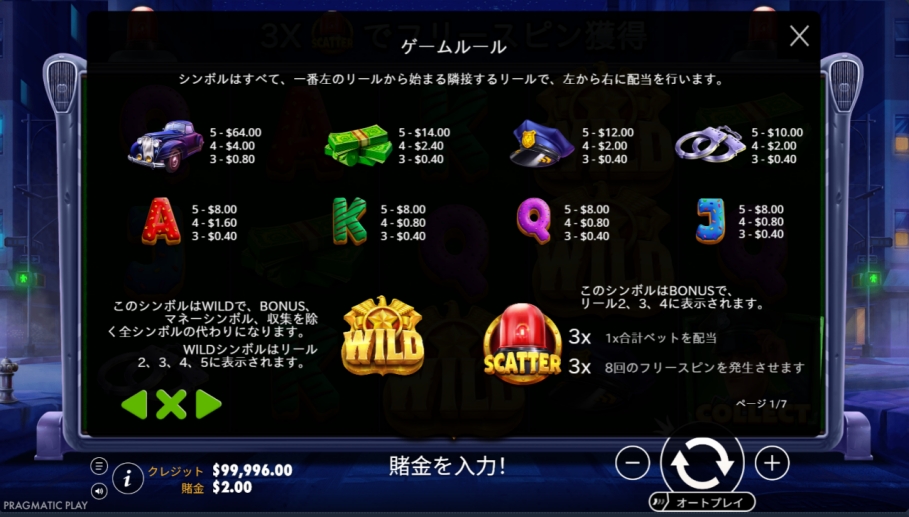 3X SCATTER でフリースピン獲得
ゲームルール
シンボルはすべて、一番左のリールから始まる隣接するリールで、左から右に配当を行います。
5 - $64.00
4 - $4.00
3 - $0.80
5 - $14.00
4 - $2.40
3 - $0.40
5 - $12.00
4 - $2.00
3 - $0.40
5 - $10.00
4 - $2.00
3 - $0.40
A
5 - $8.00
4 - $1.60
3 - $0.40
K
5 - $8.00
4 - $0.80
3 - $0.40
Q
5 - $8.00
4 - $0.80
3 - $0.40
J
5 - $8.00
4 - $0.80
3 - $0.40
このシンボルはWILDで、BONUS、
マネーシンボル、収集を除
く全シンボルの代わりになります。
WILDシンボルはリール
2、3、4、5に表示されます。
WILD
このシンボルはBONUSで、
リール2、3、4に表示されます。
SCATTER
3x 1x合計ベットを配当
3x 8回のフリースピンを発生させます
ページ 1/7
COLLECT
クレジット $99,996.00
賭金 $2.00
賭金を入力!
オートプレイ
PRAGMATIC PLAY